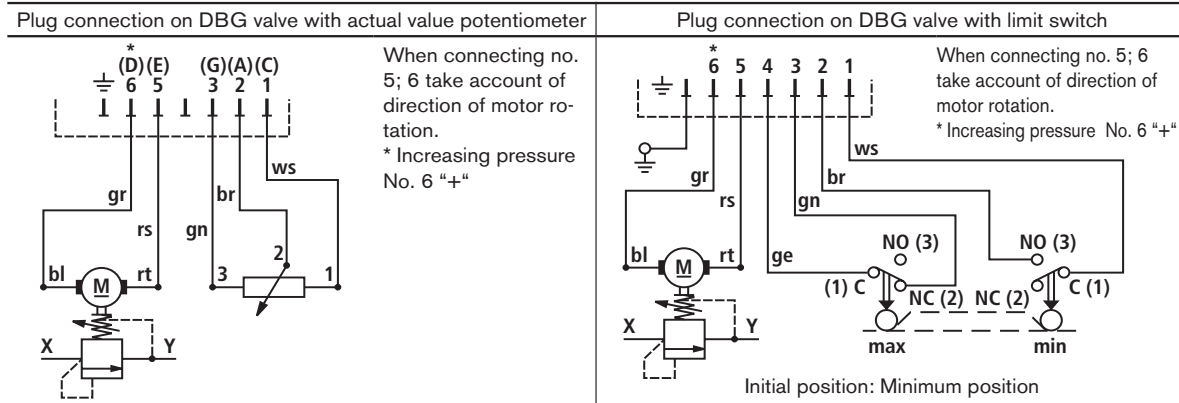 Plug connection on DBG valve with actual value potentiometer
*
(D) (E) (G) (A) (C)
6 5 3 2 1
When connecting no.
5; 6 take account of
direction of motor ro-
tation.
* Increasing pressure
No. 6 “+“
ws
gr br
rs gn
2
bl M rt 3 1
X Y
Plug connection on DBG valve with limit switch
*
6 5 4 3 2 1
When connecting no. 5; 6
take account of direction of
motor rotation.
* Increasing pressure No. 6 “+“
ws
gr br
rs gn
NO (3) NO (3)
bl M rt ge
(1) C C (1)
NC (2) NC (2)
X Y
max min
Initial position: Minimum position